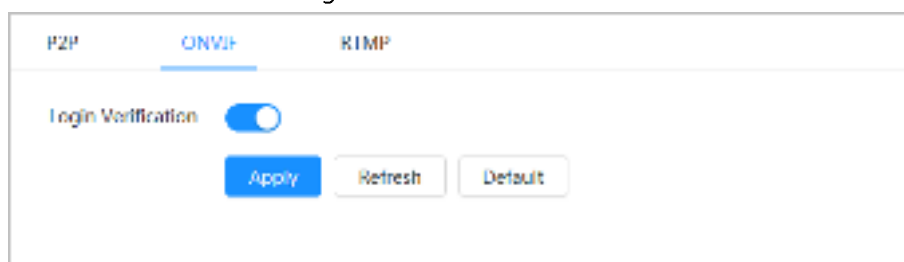 P2P ONVIF RTMP
Login Verification
Apply Refresh Default